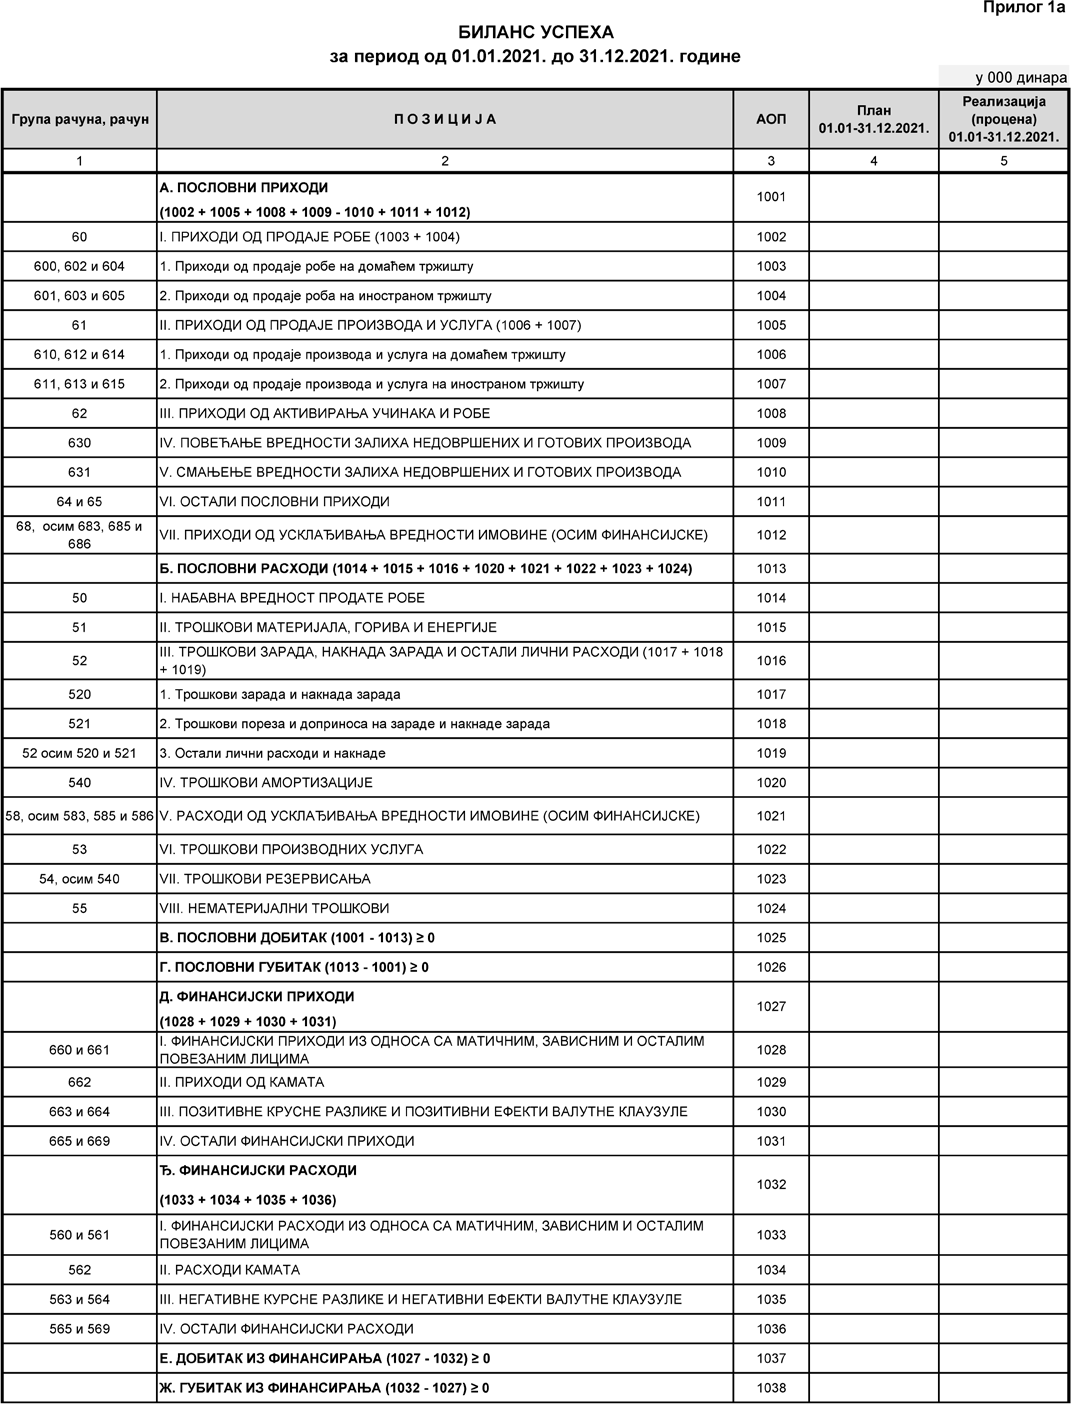 Прилог 1а
БИЛАНС УСПЕХА
за период од 01.01.2021. до 31.12.2021. године
у 000 динара
Група рачуна, рачун П О З И Ц И Ј А АОП План 01.01-31.12.2021. Реализација (процена) 01.01-31.12.2021.
1 2 3 4 5
А. ПОСЛОВНИ ПРИХОДИ
(1002 + 1005 + 1008 + 1009 - 1010 + 1011 + 1012) 1001
60 I. ПРИХОДИ ОД ПРОДАЈЕ РОБЕ (1003 + 1004) 1002
600, 602 и 604 1. Приходи од продаје робе на домаћем тржишту 1003
601, 603 и 605 2. Приходи од продаје роба на иностраном тржишту 1004
61 II. ПРИХОДИ ОД ПРОДАЈЕ ПРОИЗВОДА И УСЛУГА (1006 + 1007) 1005
610, 612 и 614 1. Приходи од продаје производа и услуга на домаћем тржишту 1006
611, 613 и 615 2. Приходи од продаје производа и услуга на иностраном тржишту 1007
62 III. ПРИХОДИ ОД АКТИВИРАЊА УЧИНАКА И РОБЕ 1008
630 IV. ПОВЕЋАЊЕ ВРЕДНОСТИ ЗАЛИХА НЕДОВРШЕНИХ И ГОТОВИХ ПРОИЗВОДА 1009
631 V. СМАЊЕЊЕ ВРЕДНОСТИ ЗАЛИХА НЕДОВРШЕНИХ И ГОТОВИХ ПРОИЗВОДА 1010
64 и 65 VI. ОСТАЛИ ПОСЛОВНИ ПРИХОДИ 1011
68, осим 683, 685 и
686 VII. ПРИХОДИ ОД УСКЛАЂИВАЊА ВРЕДНОСТИ ИМОВИНЕ (ОСИМ ФИНАНСИЈСКЕ) 1012
Б. ПОСЛОВНИ РАСХОДИ (1014 + 1015 + 1016 + 1020 + 1021 + 1022 + 1023 + 1024) 1013
50 I. НАБАВНА ВРЕДНОСТ ПРОДАТЕ РОБЕ 1014
51 II. ТРОШКОВИ МАТЕРИЈАЛА, ГОРИВА И ЕНЕРГИЈЕ 1015
52 III. ТРОШКОВИ ЗАРАДА, НАКНАДА ЗАРАДА И ОСТАЛИ ЛИЧНИ РАСХОДИ (1017 + 1018
+ 1019) 1016
520 1. Трошкови зарада и накнада зарада 1017
521 2. Трошкови пореза и доприноса на зараде и накнаде зарада 1018
52 осим 520 и 521 3. Остали лични расходи и накнаде 1019
540 IV. ТРОШКОВИ АМОРТИЗАЦИЈЕ 1020
58, осим 583, 585 и 586 V. РАСХОДИ ОД УСКЛАЂИВАЊА ВРЕДНОСТИ ИМОВИНЕ (ОСИМ ФИНАНСИЈСКЕ) 1021
53 VI. ТРОШКОВИ ПРОИЗВОДНИХ УСЛУГА 1022
54, осим 540 VII. ТРОШКОВИ РЕЗЕРВИСАЊА 1023
55 VIII. НЕМАТЕРИЈАЛНИ ТРОШКОВИ 1024
В. ПОСЛОВНИ ДОБИТАК (1001 - 1013) ≥ 0 1025
Г. ПОСЛОВНИ ГУБИТАК (1013 - 1001) ≥ 0 1026
Д. ФИНАНСИЈСКИ ПРИХОДИ
(1028 + 1029 + 1030 + 1031) 1027
660 и 661 I. ФИНАНСИЈСКИ ПРИХОДИ ИЗ ОДНОСА СА МАТИЧНИМ, ЗАВИСНИМ И ОСТАЛИМ
ПОВЕЗАНИМ ЛИЦИМА 1028
662 II. ПРИХОДИ ОД КАМАТА 1029
663 и 664 III. ПОЗИТИВНЕ КРУСНЕ РАЗЛИКЕ И ПОЗИТИВНИ ЕФЕКТИ ВАЛУТНЕ КЛАУЗУЛЕ 1030
665 и 669 IV. ОСТАЛИ ФИНАНСИЈСКИ ПРИХОДИ 1031
Ђ. ФИНАНСИЈСКИ РАСХОДИ
(1033 + 1034 + 1035 + 1036) 1032
560 и 561 I. ФИНАНСИЈСКИ РАСХОДИ ИЗ ОДНОСА СА МАТИЧНИМ, ЗАВИСНИМ И ОСТАЛИМ
ПОВЕЗАНИМ ЛИЦИМА 1033
562 II. РАСХОДИ КАМАТА 1034
563 и 564 III. НЕГАТИВНЕ КУРСНЕ РАЗЛИКЕ И НЕГАТИВНИ ЕФЕКТИ ВАЛУТНЕ КЛАУЗУЛЕ 1035
565 и 569 IV. ОСТАЛИ ФИНАНСИЈСКИ РАСХОДИ 1036
Е. ДОБИТАК ИЗ ФИНАНСИРАЊА (1027 - 1032) ≥ 0 1037
Ж. ГУБИТАК ИЗ ФИНАНСИРАЊА (1032 - 1027) ≥ 0 1038